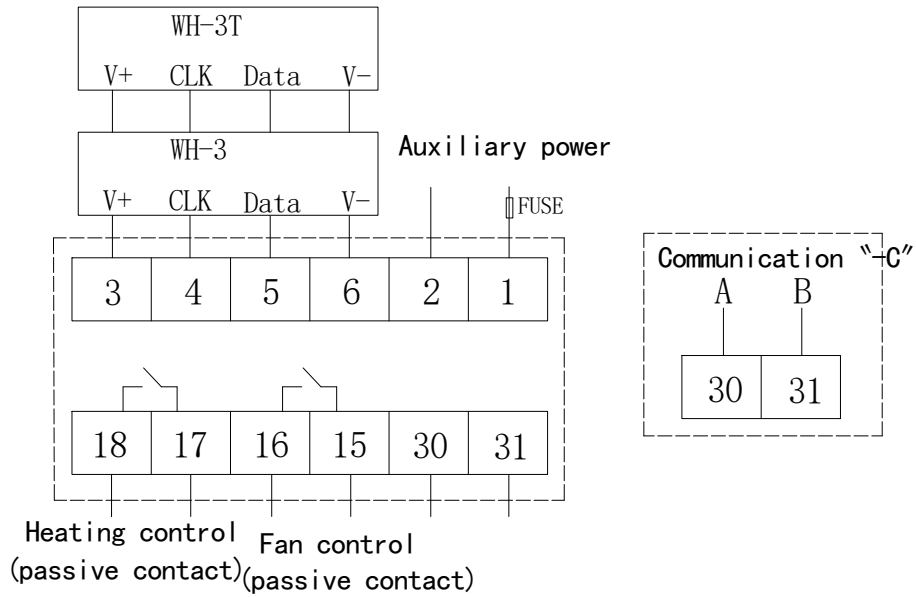 WH-3T
V+ CLK Data V-
WH-3
Auxiliary power
V+ CLK Data V-
FUSE
3 4 5 6 2 1
18 17 16 15 30 31
Heating control
(passive contact)
Fan control
(passive contact)
Communication "-C"
A B
30 31